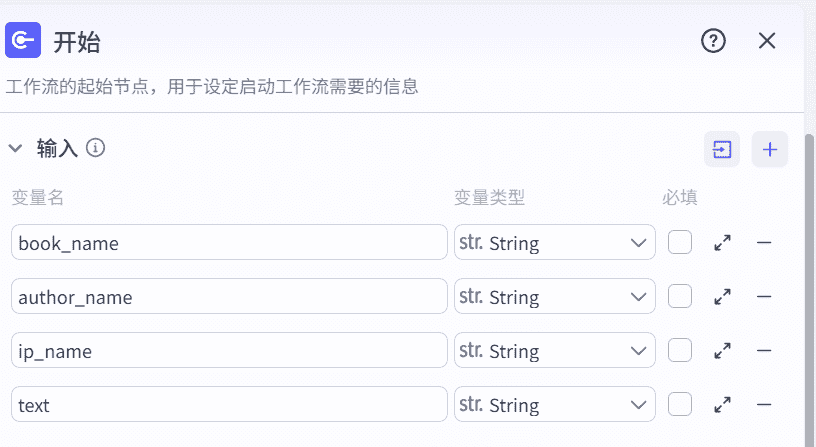 开始
工作流的起始节点，用于设定启动工作流需要的信息
输入
变量名 变量类型 必填
book_name str. String
author_name str. String
ip_name str. String
text str. String